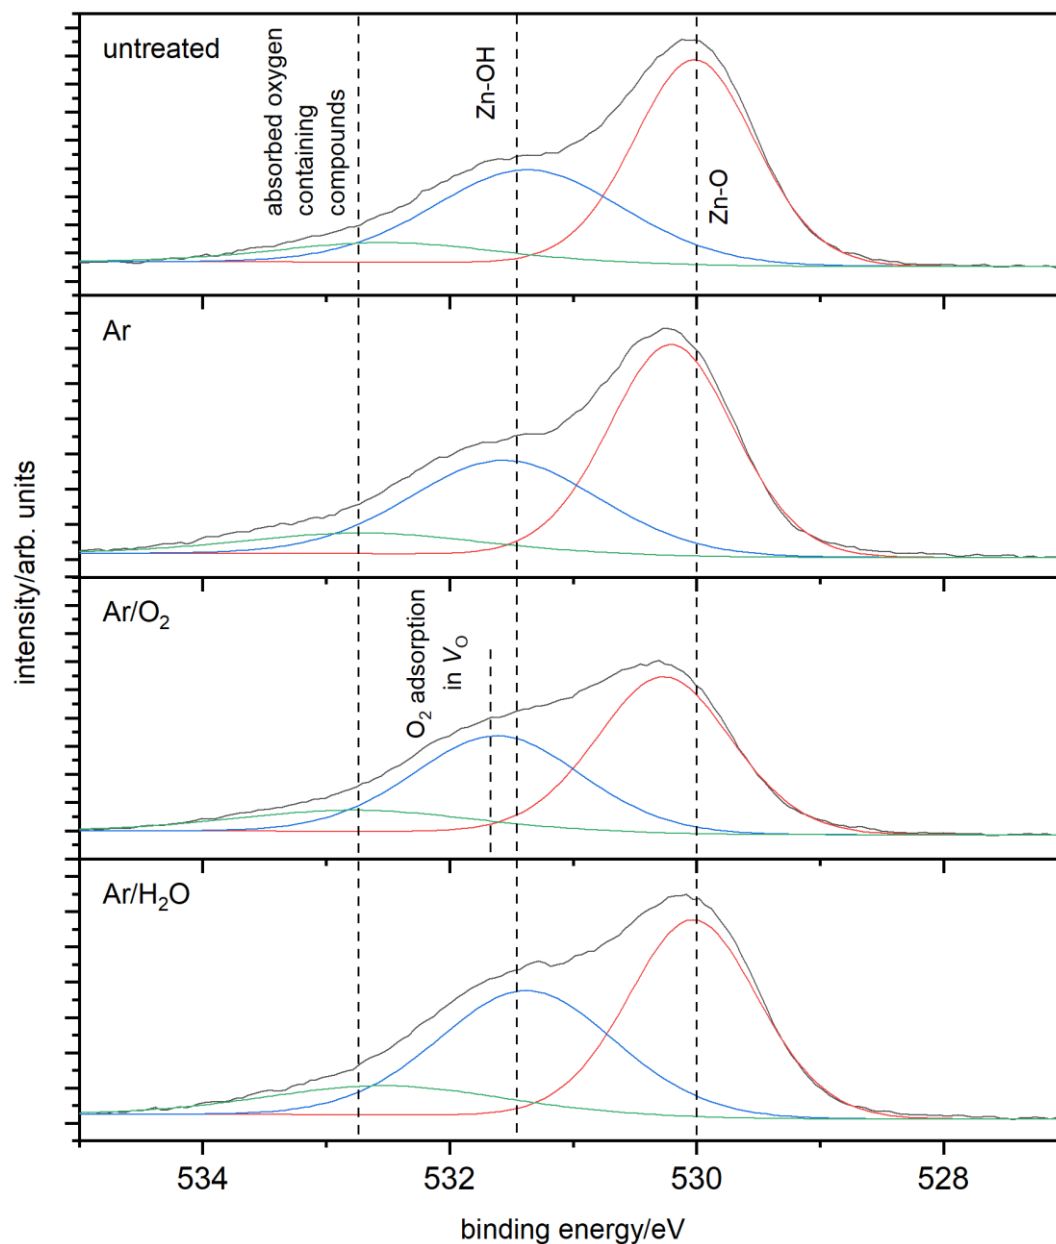 untreated
absorbed oxygen
containing
compounds
Zn-OH
Zn-O
Ar
Ar/O₂
O₂ adsorption
in V_O
Ar/H₂O
intensity/arb. units
534
532
530
528
binding energy/eV